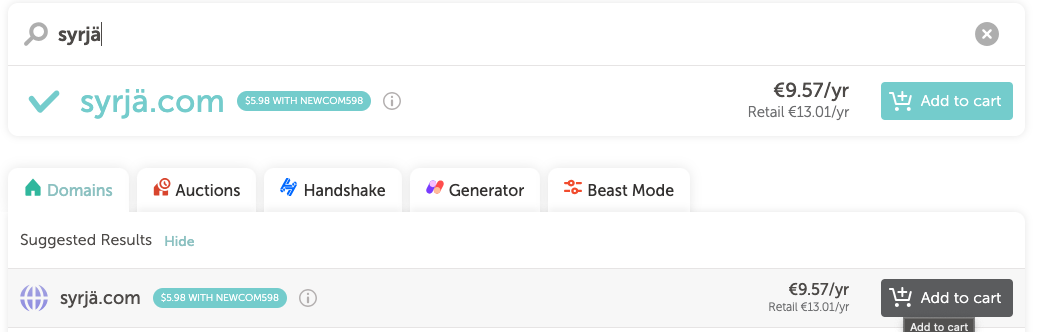 syrjä
syrjä.com $5.98 WITH NEWCOM598 €9.57/yr Add to cart
Retail €13.01/yr
Domains Auctions Handshake Generator Beast Mode
Suggested Results Hide
syrjä.com $5.98 WITH NEWCOM598 €9.57/yr Add to cart
Retail €13.01/yr
Add to cart